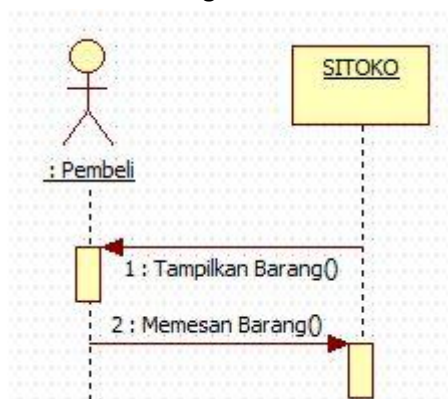 SITOKO
: Pembeli
1 : Tampilkan Barang()
2 : Memesan Barang()